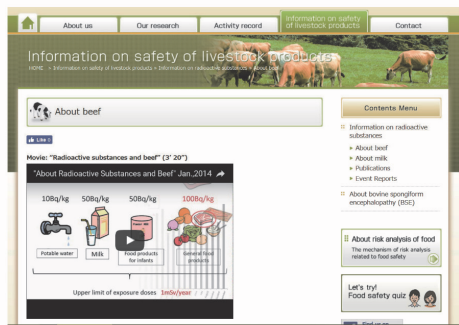 About us
Our research
Activity record
Information on safety
of livestock products
Contact
Information on safety of livestock products
HOME > Information on safety of livestock products > Information on radioactive substances > About beef
About beef
Like 0
Movie: "Radioactive substances and beef" (3' 20")
"About Radioactive Substances and Beef" Jan.,2014
10Bq/kg
50Bq/kg
50Bq/kg
100Bq/kg
Potable water
Milk
Food products
for infants
General food
products
Upper limit of exposure doses 1mSv/year
Contents Menu
Information on radioactive
substances
About beef
About milk
Publications
Event Reports
About bovine spongiform
encephalopathy (BSE)
About risk analysis of food
The mechanism of risk analysis
related to food safety
Let's try!
Food safety quiz